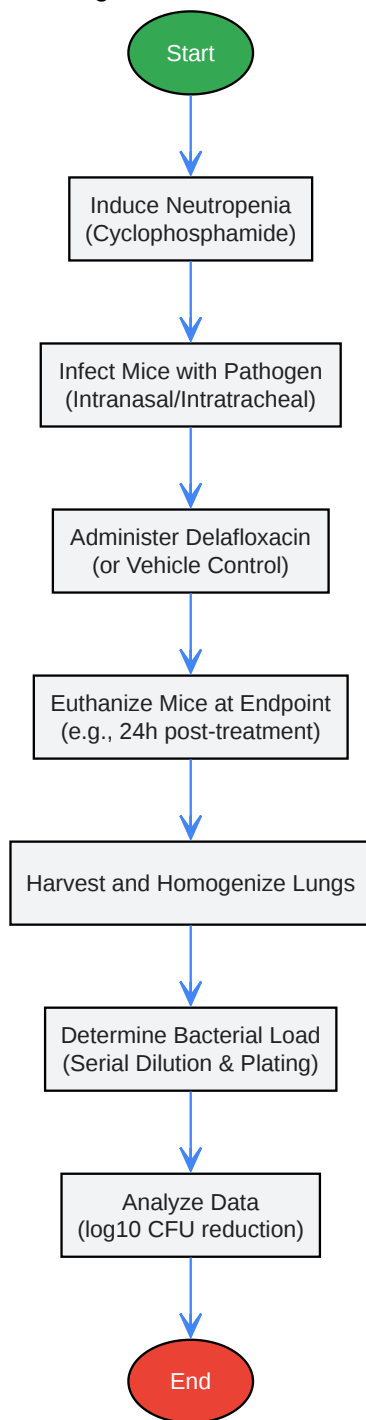 Start
Induce Neutropenia
(Cyclophosphamide)
Infect Mice with Pathogen
(Intranasal/Intratracheal)
Administer Delafloxacin
(or Vehicle Control)
Euthanize Mice at Endpoint
(e.g., 24h post-treatment)
Harvest and Homogenize Lungs
Determine Bacterial Load
(Serial Dilution & Plating)
Analyze Data
(log10 CFU reduction)
End